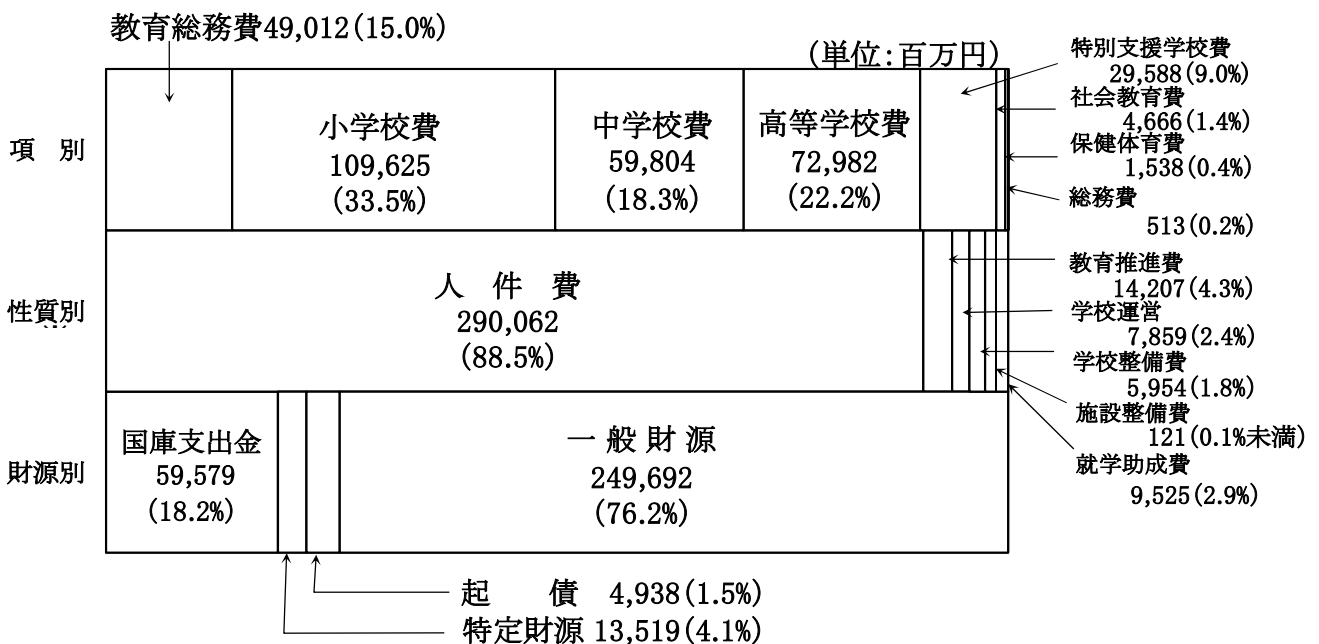 教育総務費49,012(15.0%)
(単位:百万円)
項 別
小学校費
109,625
(33.5%)
中学校費
59,804
(18.3%)
高等学校費
72,982
(22.2%)
特別支援学校費
29,588(9.0%)
社会教育費
4,666(1.4%)
保健体育費
1,538(0.4%)
総務費
513(0.2%)
性質別
人 件 費
290,062
(88.5%)
教育推進費
14,207(4.3%)
学校運営
7,859(2.4%)
学校整備費
5,954(1.8%)
施設整備費
121(0.1%未満)
就学助成費
9,525(2.9%)
財源別
国庫支出金
59,579
(18.2%)
一 般 財 源
249,692
(76.2%)
起 債 4,938(1.5%)
特定財源 13,519(4.1%)